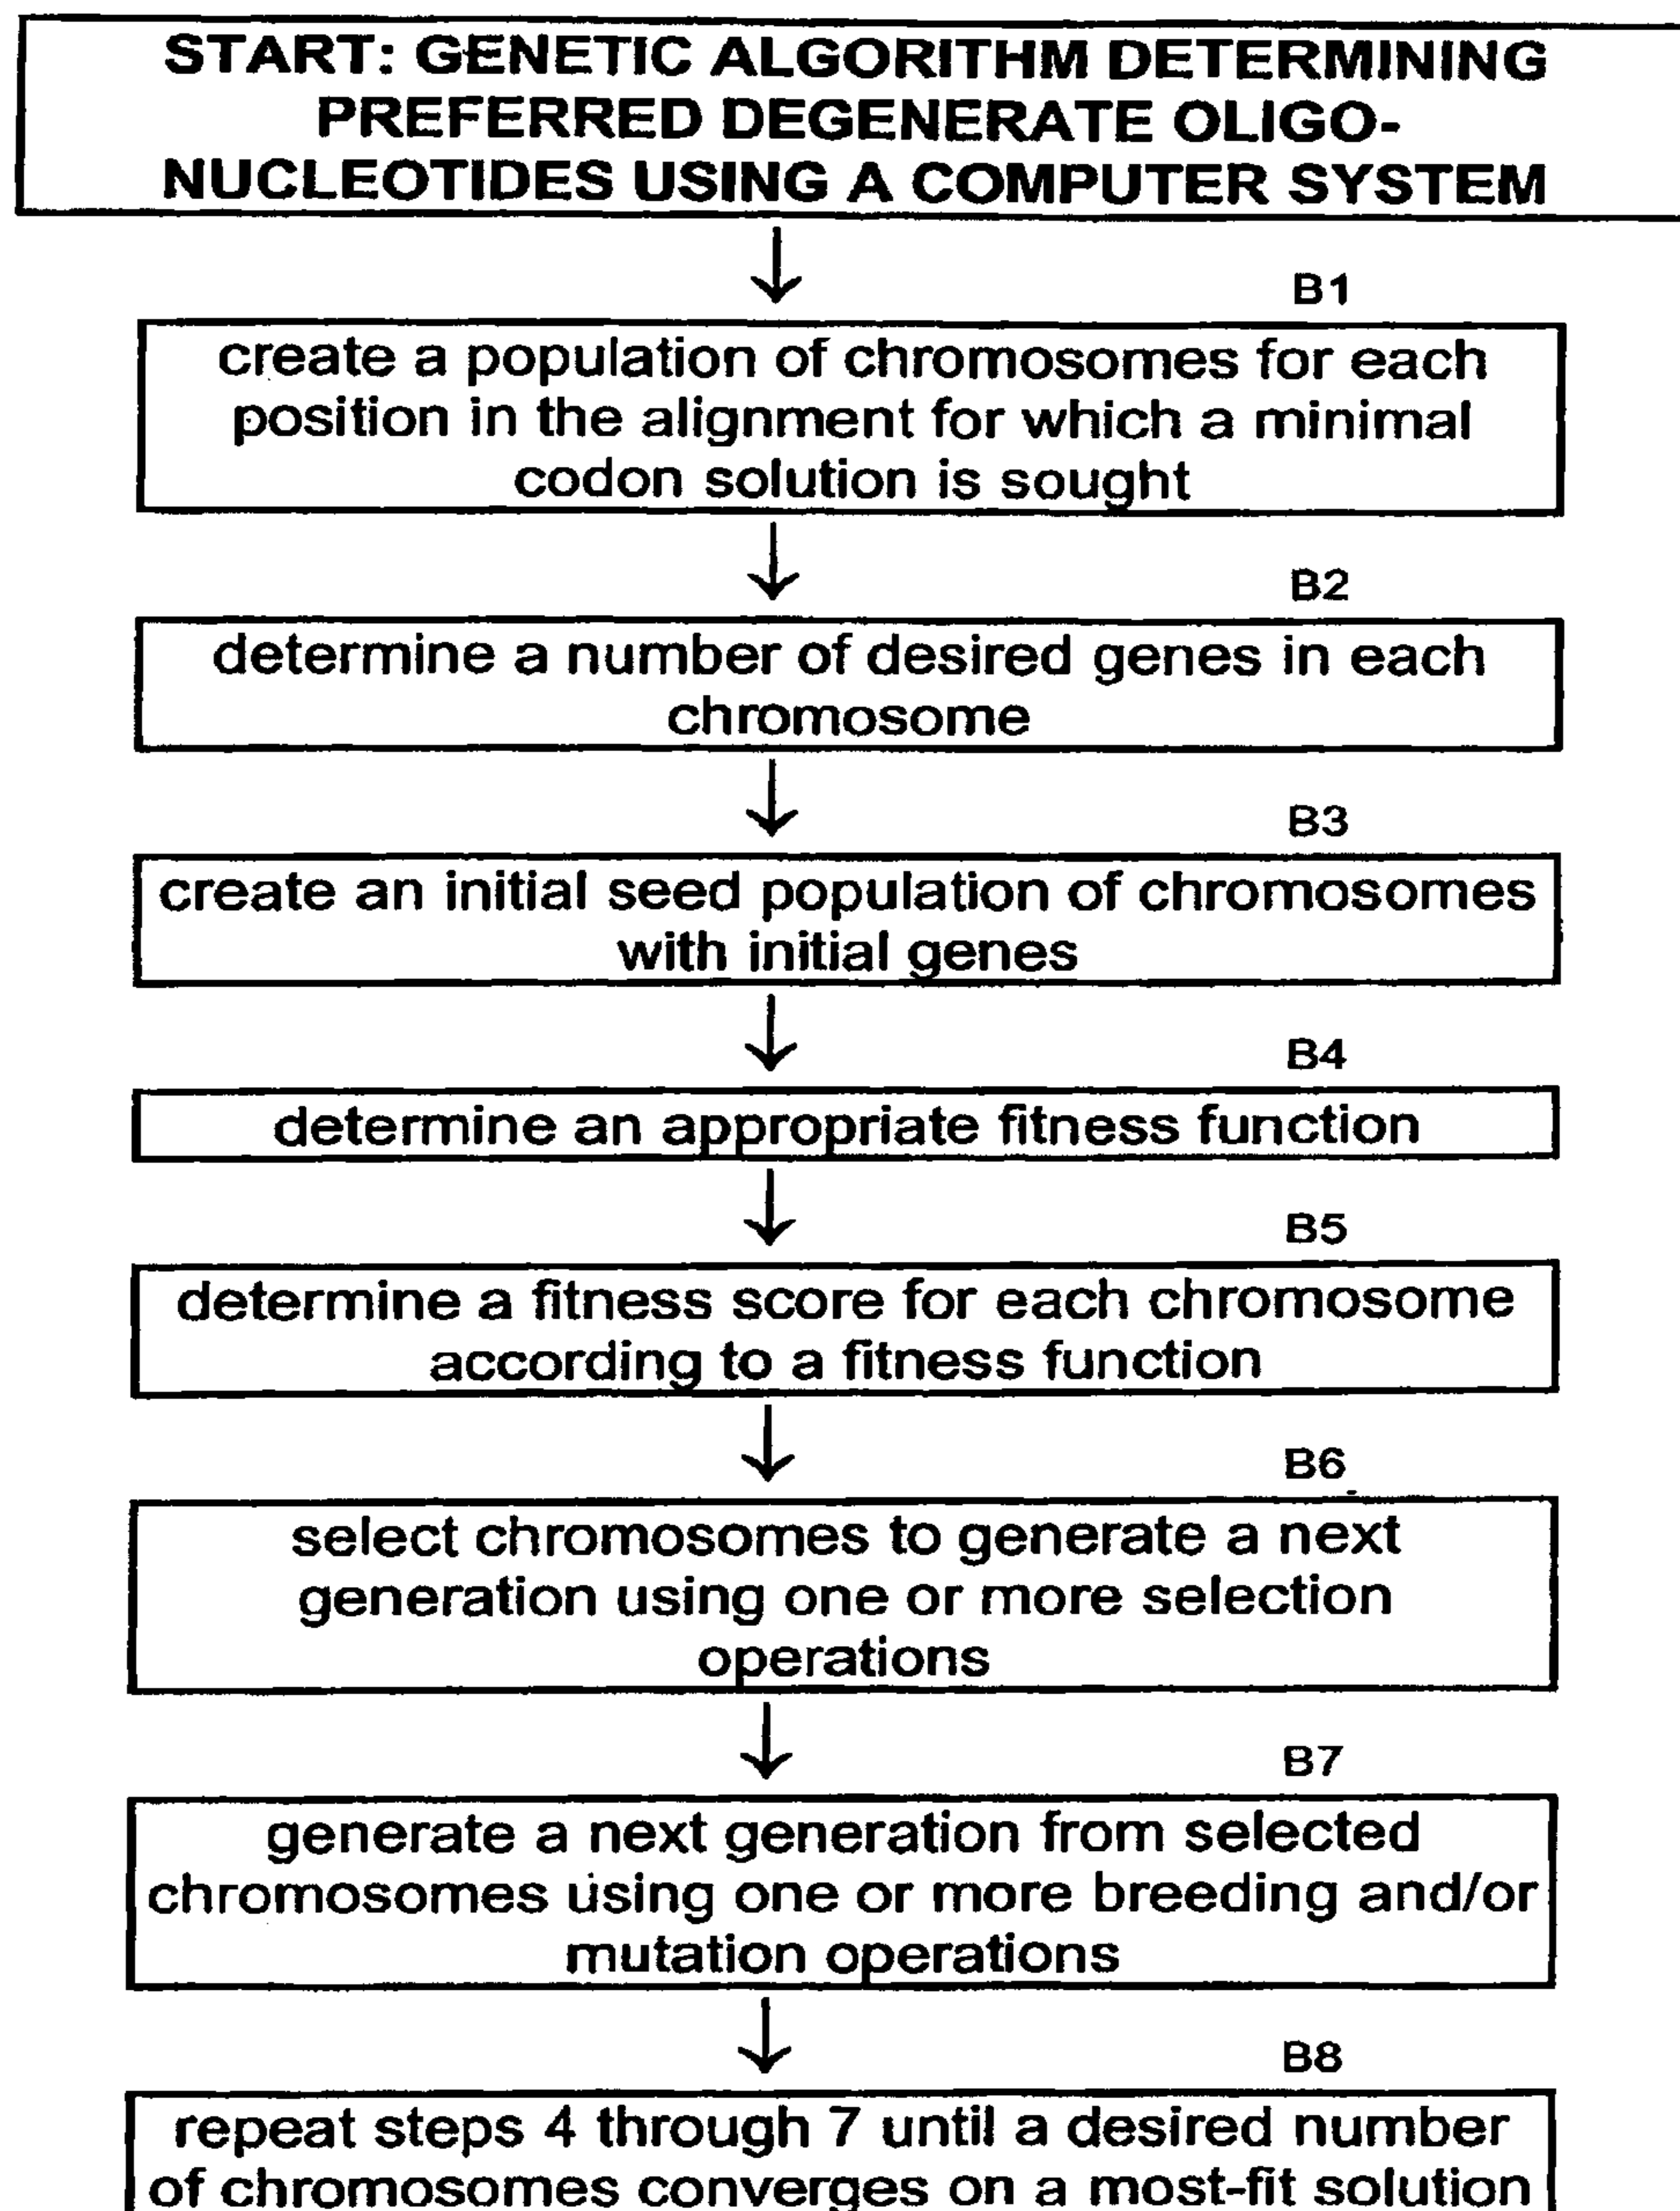 START: GENETIC ALGORITHM DETERMINING
PREFERRED DEGENERATE OLIGO-
NUCLEOTIDES USING A COMPUTER SYSTEM
B1
create a population of chromosomes for each
position in the alignment for which a minimal
codon solution is sought
B2
determine a number of desired genes in each
chromosome
B3
create an initial seed population of chromosomes
with initial genes
B4
determine an appropriate fitness function
B5
determine a fitness score for each chromosome
according to a fitness function
B6
select chromosomes to generate a next
generation using one or more selection
operations
B7
generate a next generation from selected
chromosomes using one or more breeding and/or
mutation operations
B8
repeat steps 4 through 7 until a desired number
of chromosomes converges on a most-fit solution